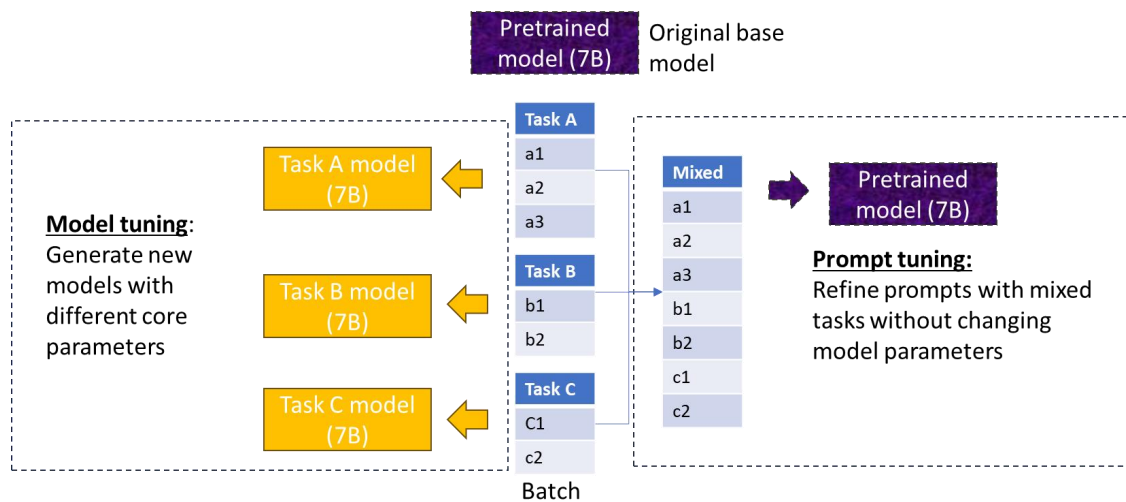 Pretrained
model (7B)
Original base
model
Model tuning:
Generate new
models with
different core
parameters
Task A model
(7B)
Task B model
(7B)
Task C model
(7B)
Task A
a1
a2
a3
Task B
b1
b2
Task C
C1
c2
Batch
Mixed
a1
a2
a3
b1
b2
c1
c2
Pretrained
model (7B)
Prompt tuning:
Refine prompts with mixed
tasks without changing
model parameters